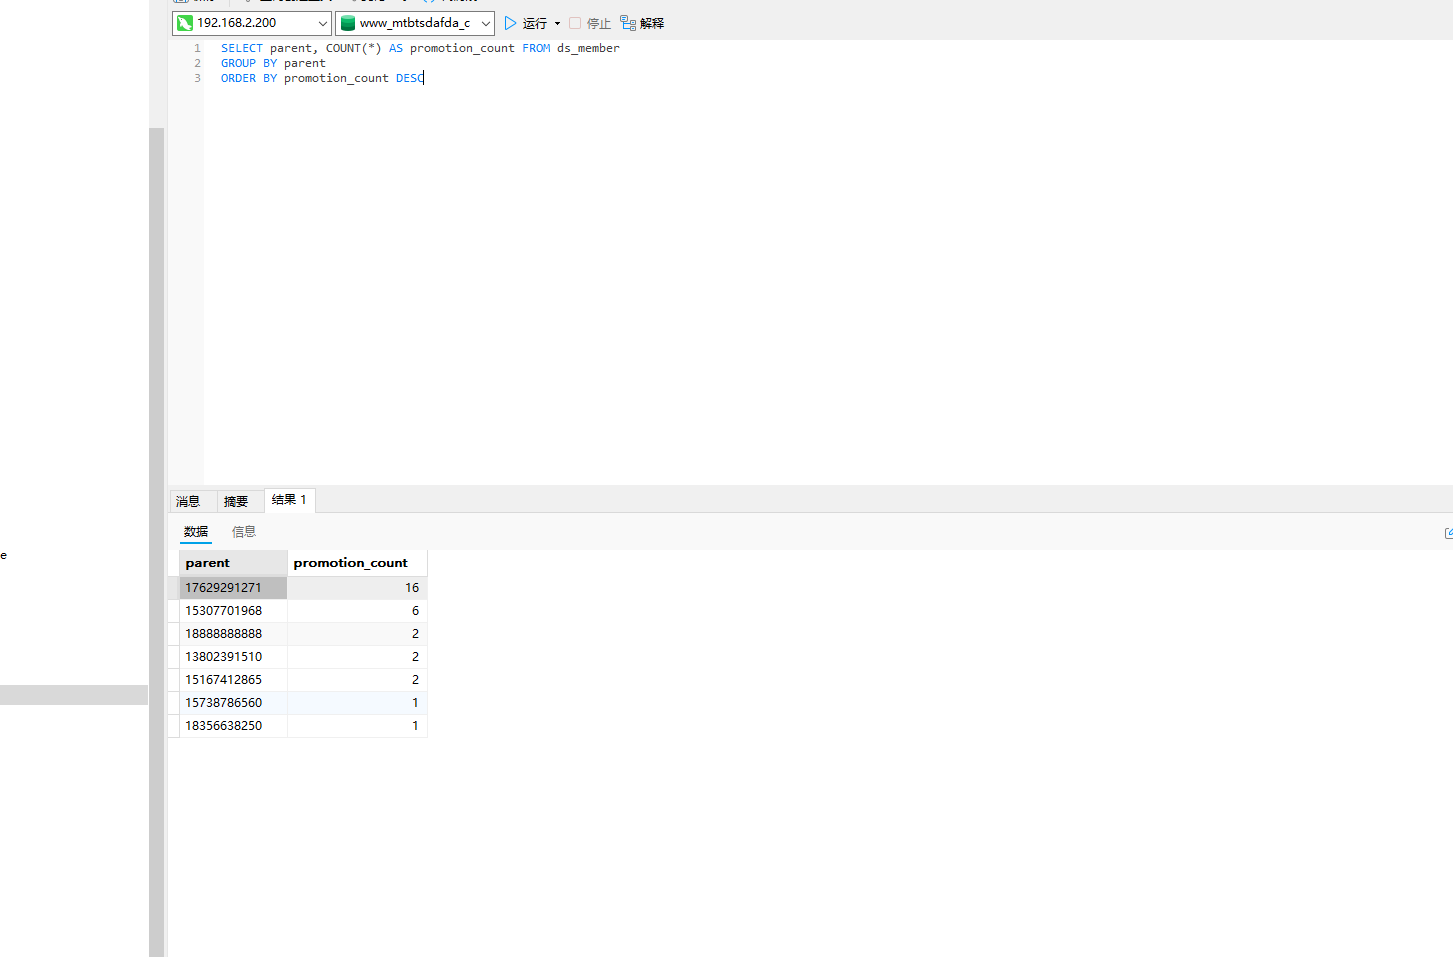 192.168.2.200 www_mtbtsdafda_c 运行 停止 解释
1 SELECT parent, COUNT(*) AS promotion_count FROM ds_member
2 GROUP BY parent
3 ORDER BY promotion_count DESC
消息 摘要 结果 1
数据 信息
e
parent promotion_count
17629291271 16
15307701968 6
18888888888 2
13802391510 2
15167412865 2
15738786560 1
18356638250 1